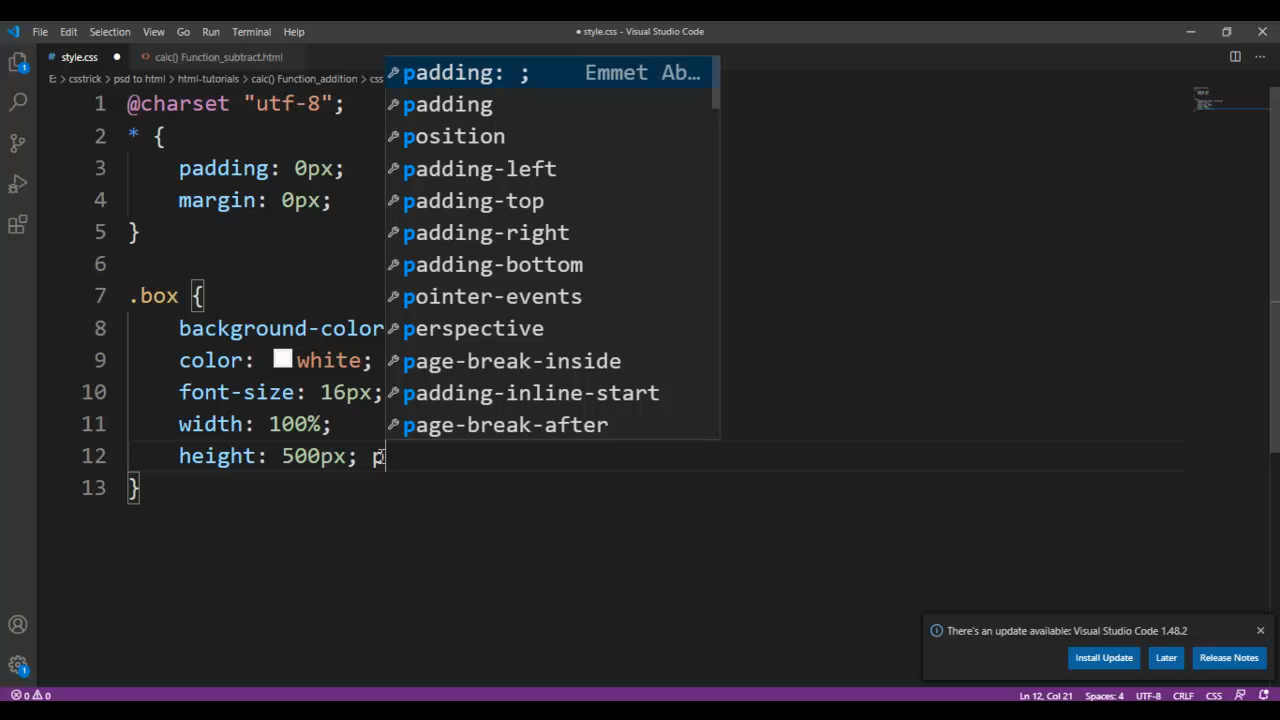 File Edit Selection View Go Run Terminal Help
● style.css - Visual Studio Code
# style.css ● <> calc() Function_subtract.html
E: > csstrick > psd to html > html-tutorials > calc() Function_addition > css
1 @charset "utf-8";
2 * {
3 padding: 0px;
4 margin: 0px;
5 }
6
7 .box {
8 background-color
9 color: white;
10 font-size: 16px;
11 width: 100%;
12 height: 500px; p
13 }
padding: ; Emmet Ab...
padding
position
padding-left
padding-top
padding-right
padding-bottom
pointer-events
perspective
page-break-inside
padding-inline-start
page-break-after
1
There's an update available: Visual Studio Code 1.48.2
Install Update Later Release Notes
0 0 Ln 12, Col 21 Spaces: 4 UTF-8 CRLF CSS